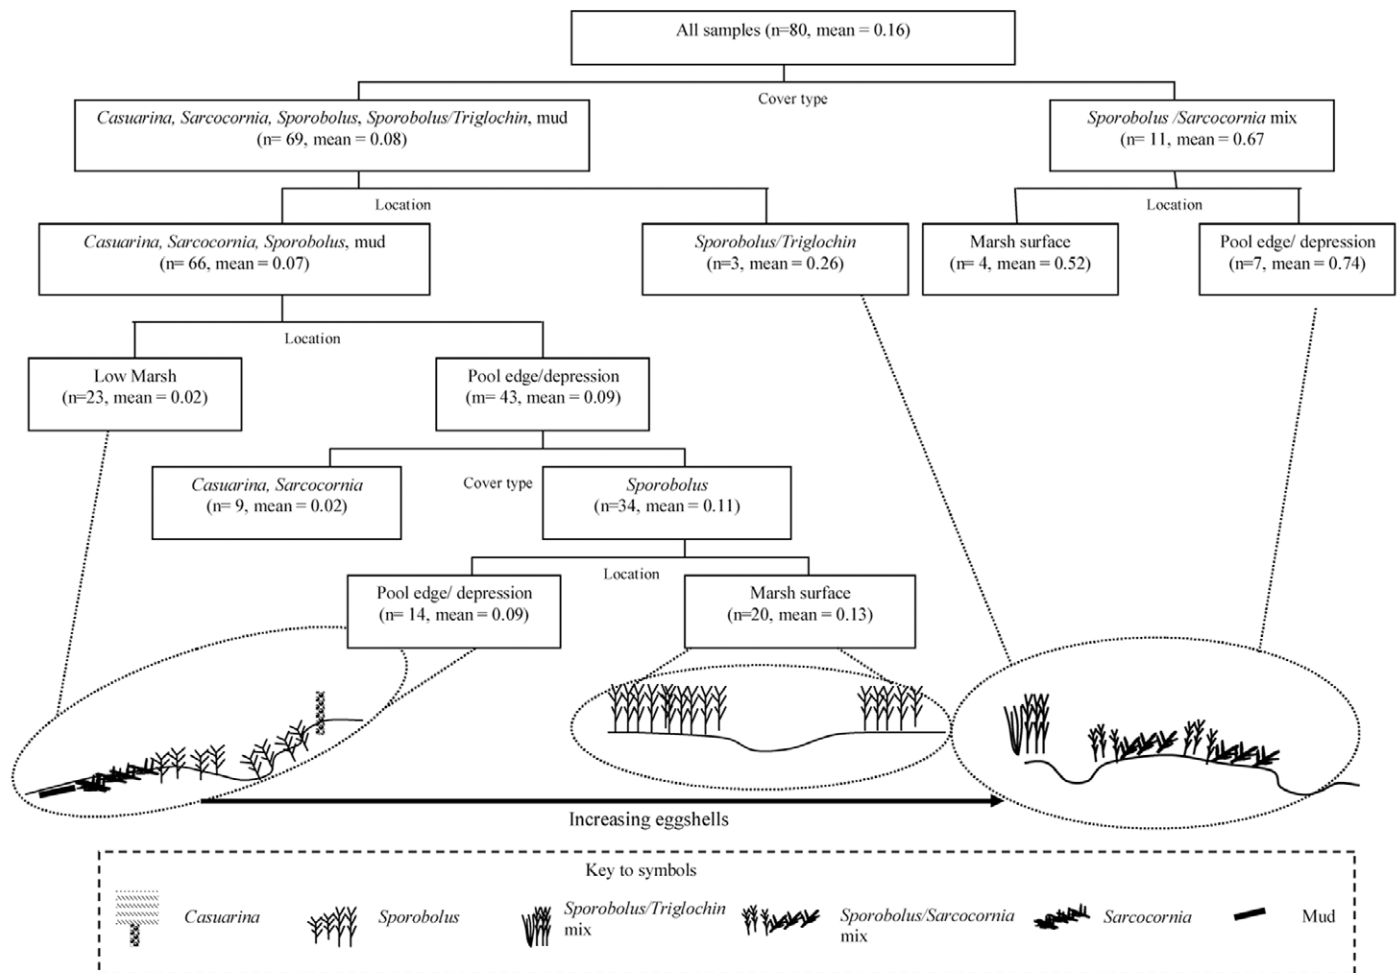 All samples (n=80, mean = 0.16)
Cover type
Casuarina, Sarcocornia, Sporobolus, Sporobolus/Triglochin, mud
(n= 69, mean = 0.08)
Sporobolus /Sarcocornia mix
(n= 11, mean = 0.67
Location
Location
Casuarina, Sarcocornia, Sporobolus, mud
(n= 66, mean = 0.07)
Sporobolus/Triglochin
(n=3, mean = 0.26)
Marsh surface
(n= 4, mean = 0.52)
Pool edge/ depression
(n=7, mean = 0.74)
Location
Low Marsh
(n=23, mean = 0.02)
Pool edge/depression
(m= 43, mean = 0.09)
Casuarina, Sarcocornia
(n= 9, mean = 0.02)
Cover type
Sporobolus
(n=34, mean = 0.11)
Location
Pool edge/ depression
(n= 14, mean = 0.09)
Marsh surface
(n=20, mean = 0.13)
Increasing eggshells
Key to symbols
Casuarina
Sporobolus
Sporobolus/Triglochin
mix
Sporobolus/Sarcocornia
mix
Sarcocornia
Mud